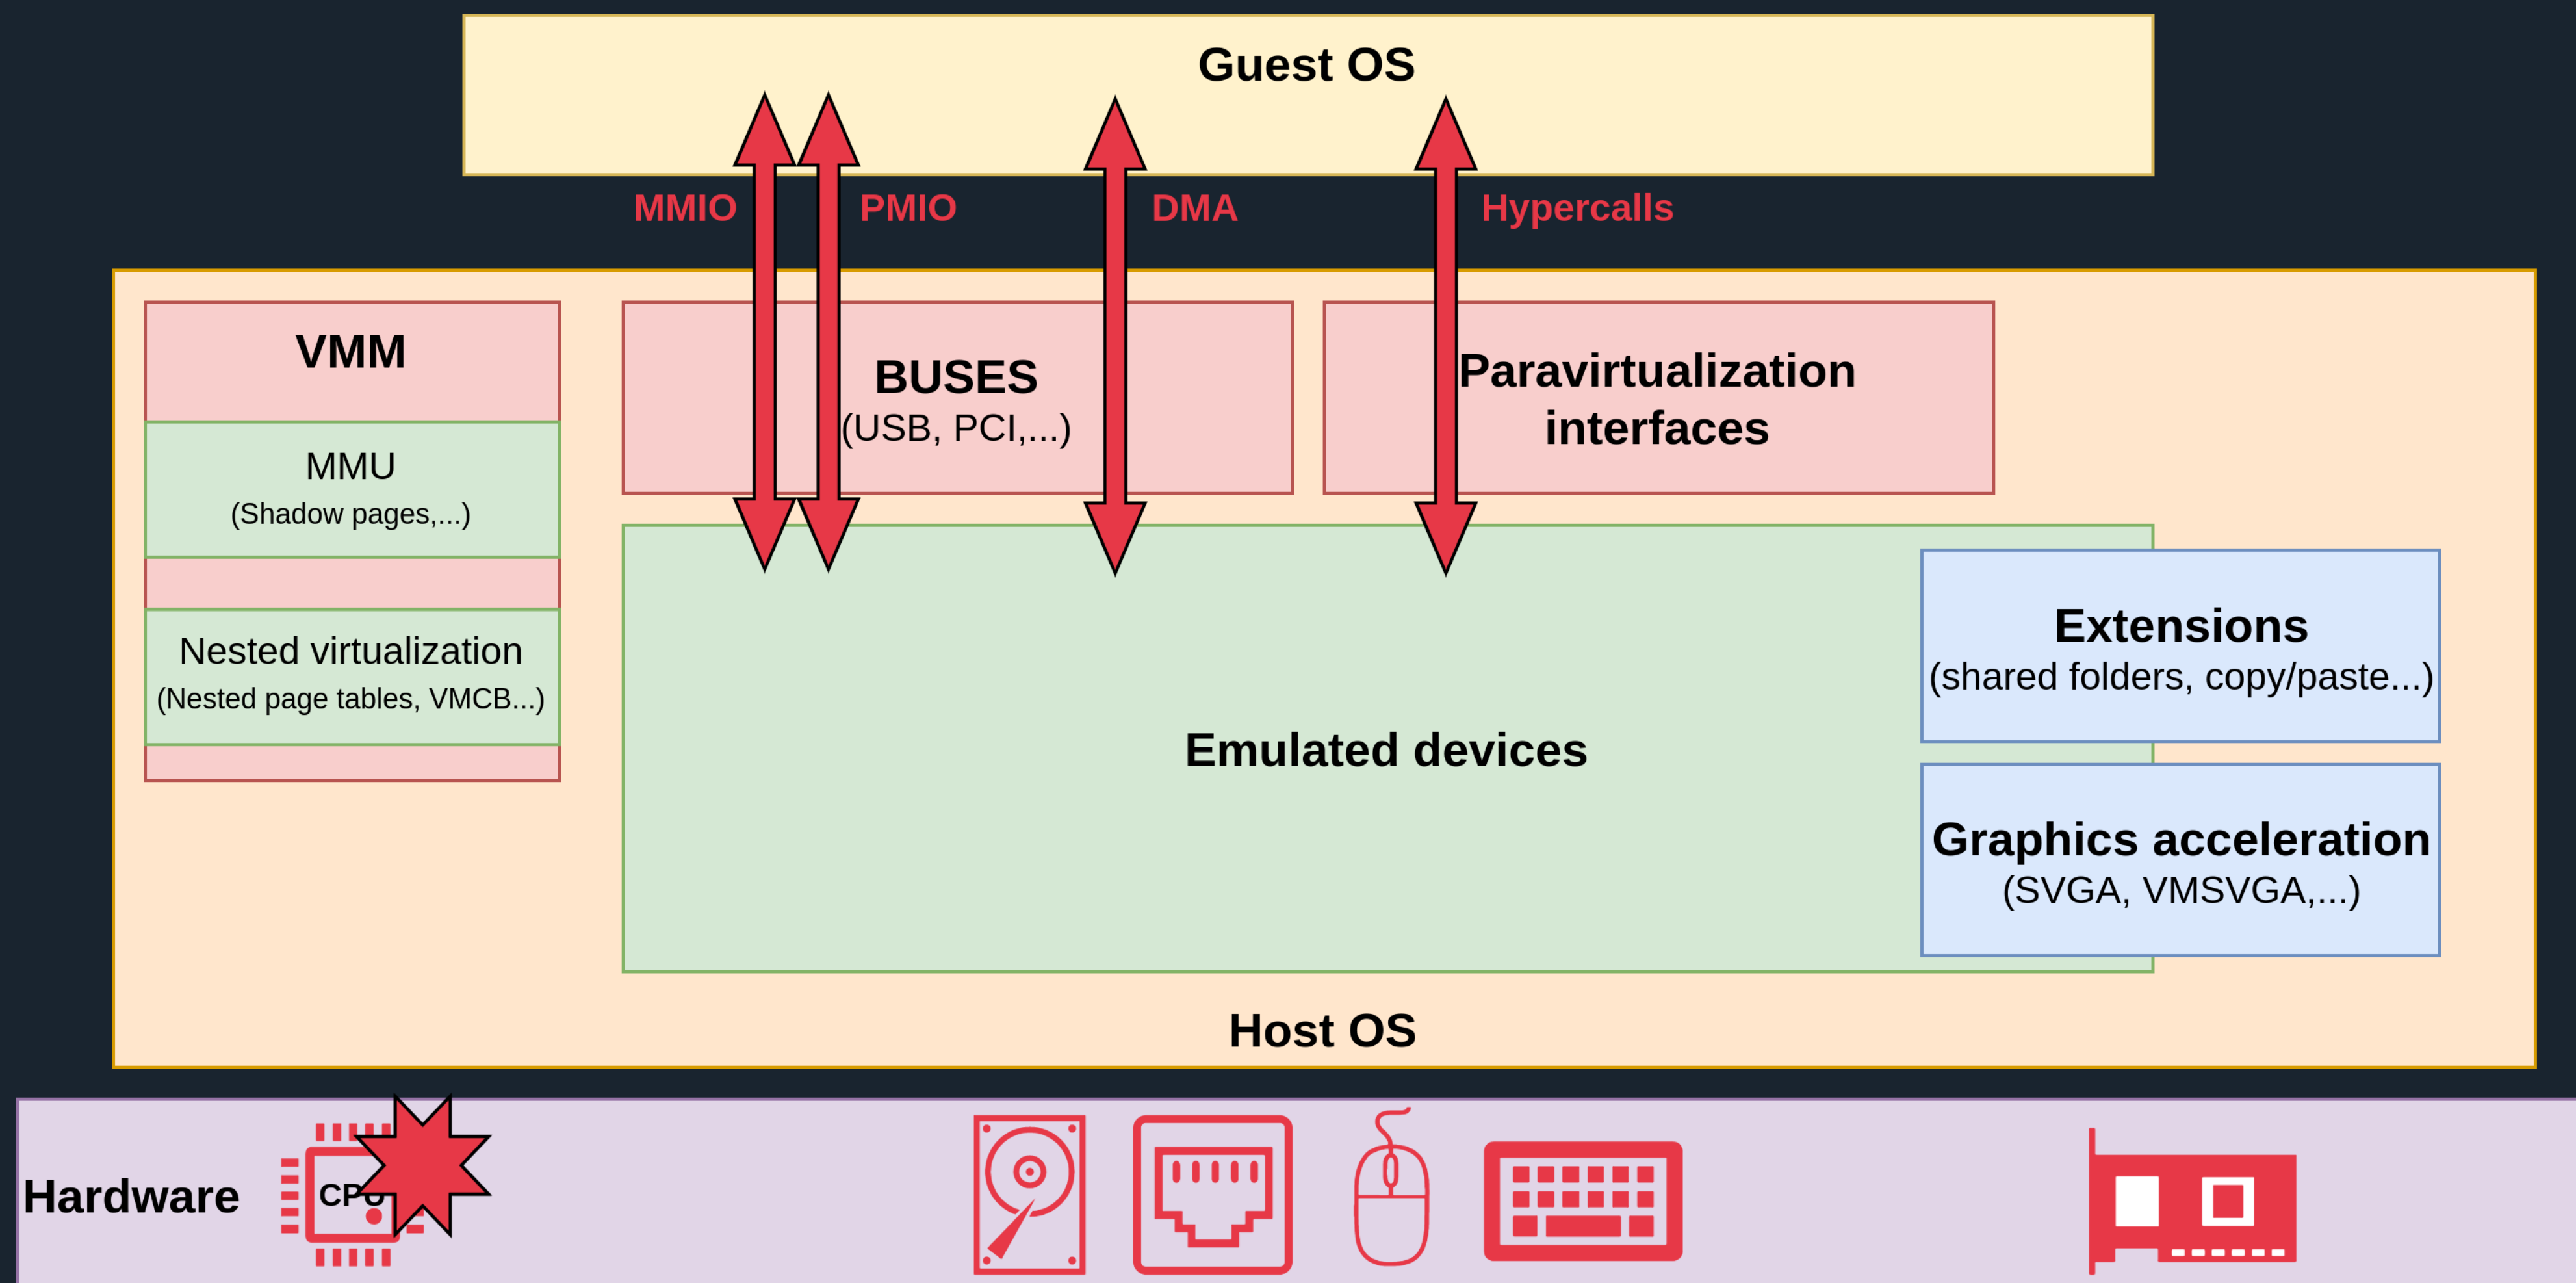 Guest OS
MMIO
PMIO
DMA
Hypercalls
VMM
MMU
(Shadow pages,...)
Nested virtualization
(Nested page tables, VMCB...)
BUSES
(USB, PCI,...)
Paravirtualization
interfaces
Emulated devices
Extensions
(shared folders, copy/paste...)
Graphics acceleration
(SVGA, VMSVGA,...)
Host OS
Hardware
CPU